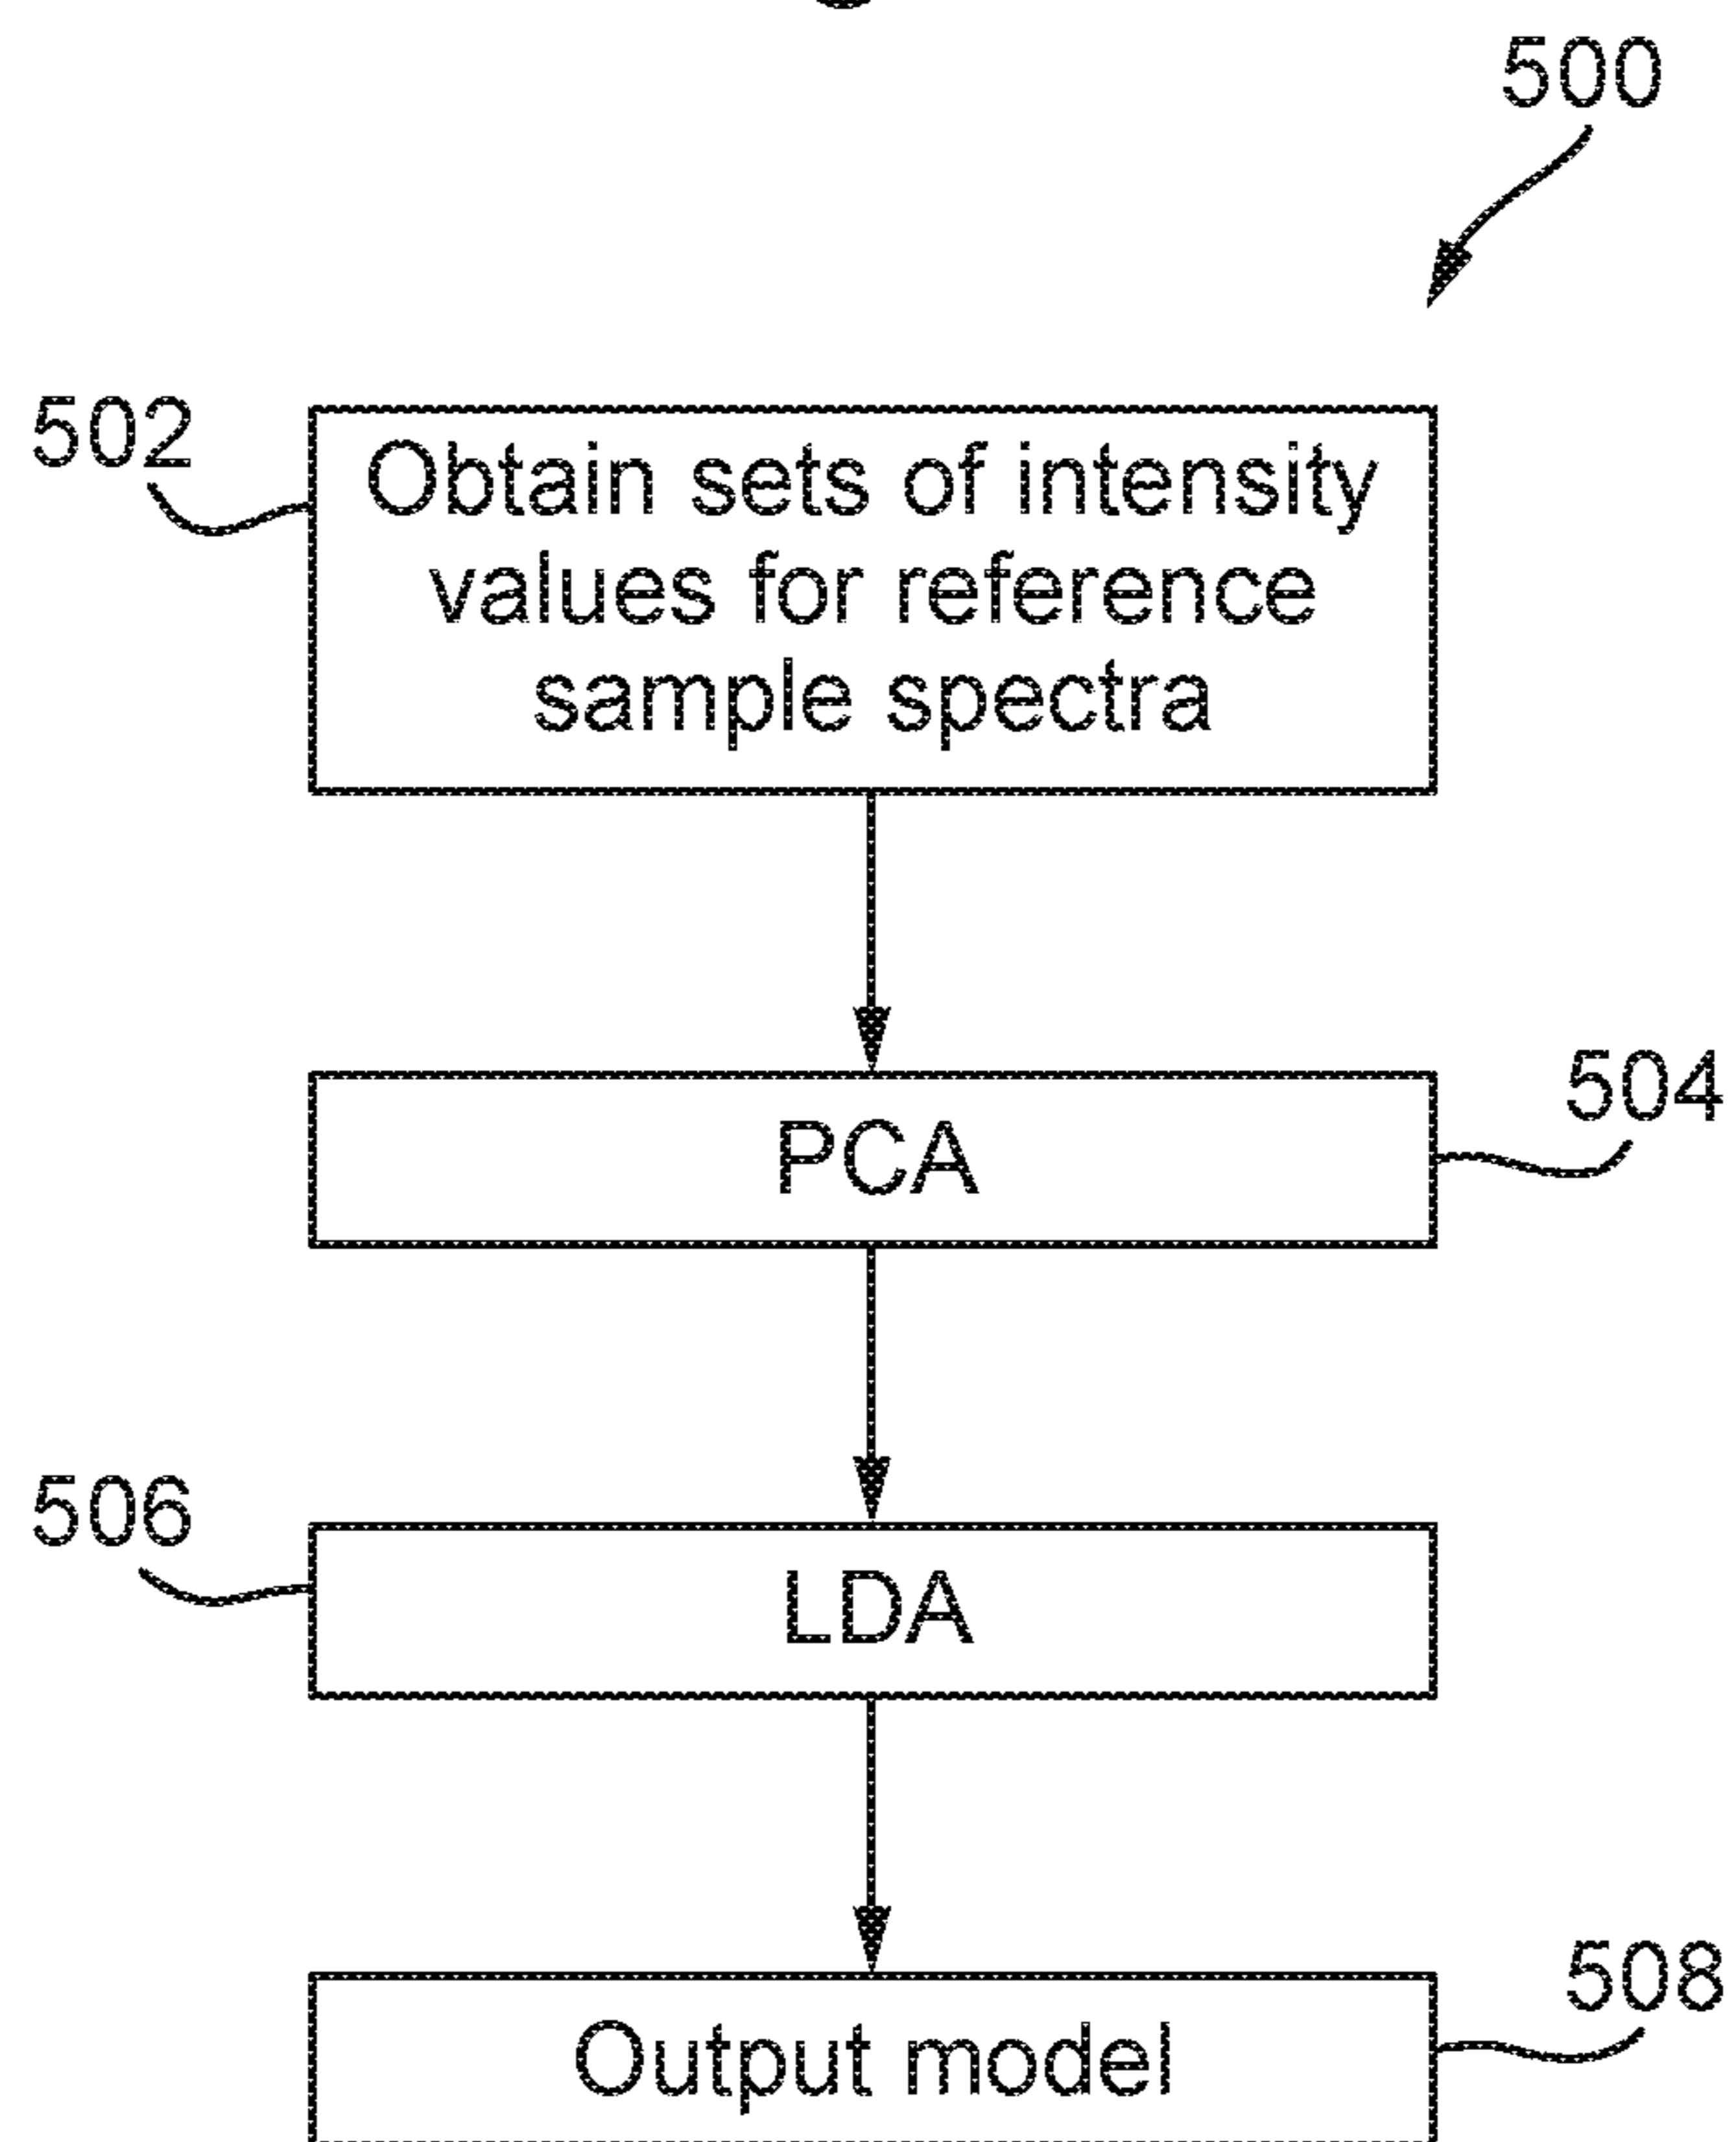 500
502
Obtain sets of intensity
values for reference
sample spectra
504
PCA
506
LDA
508
Output model